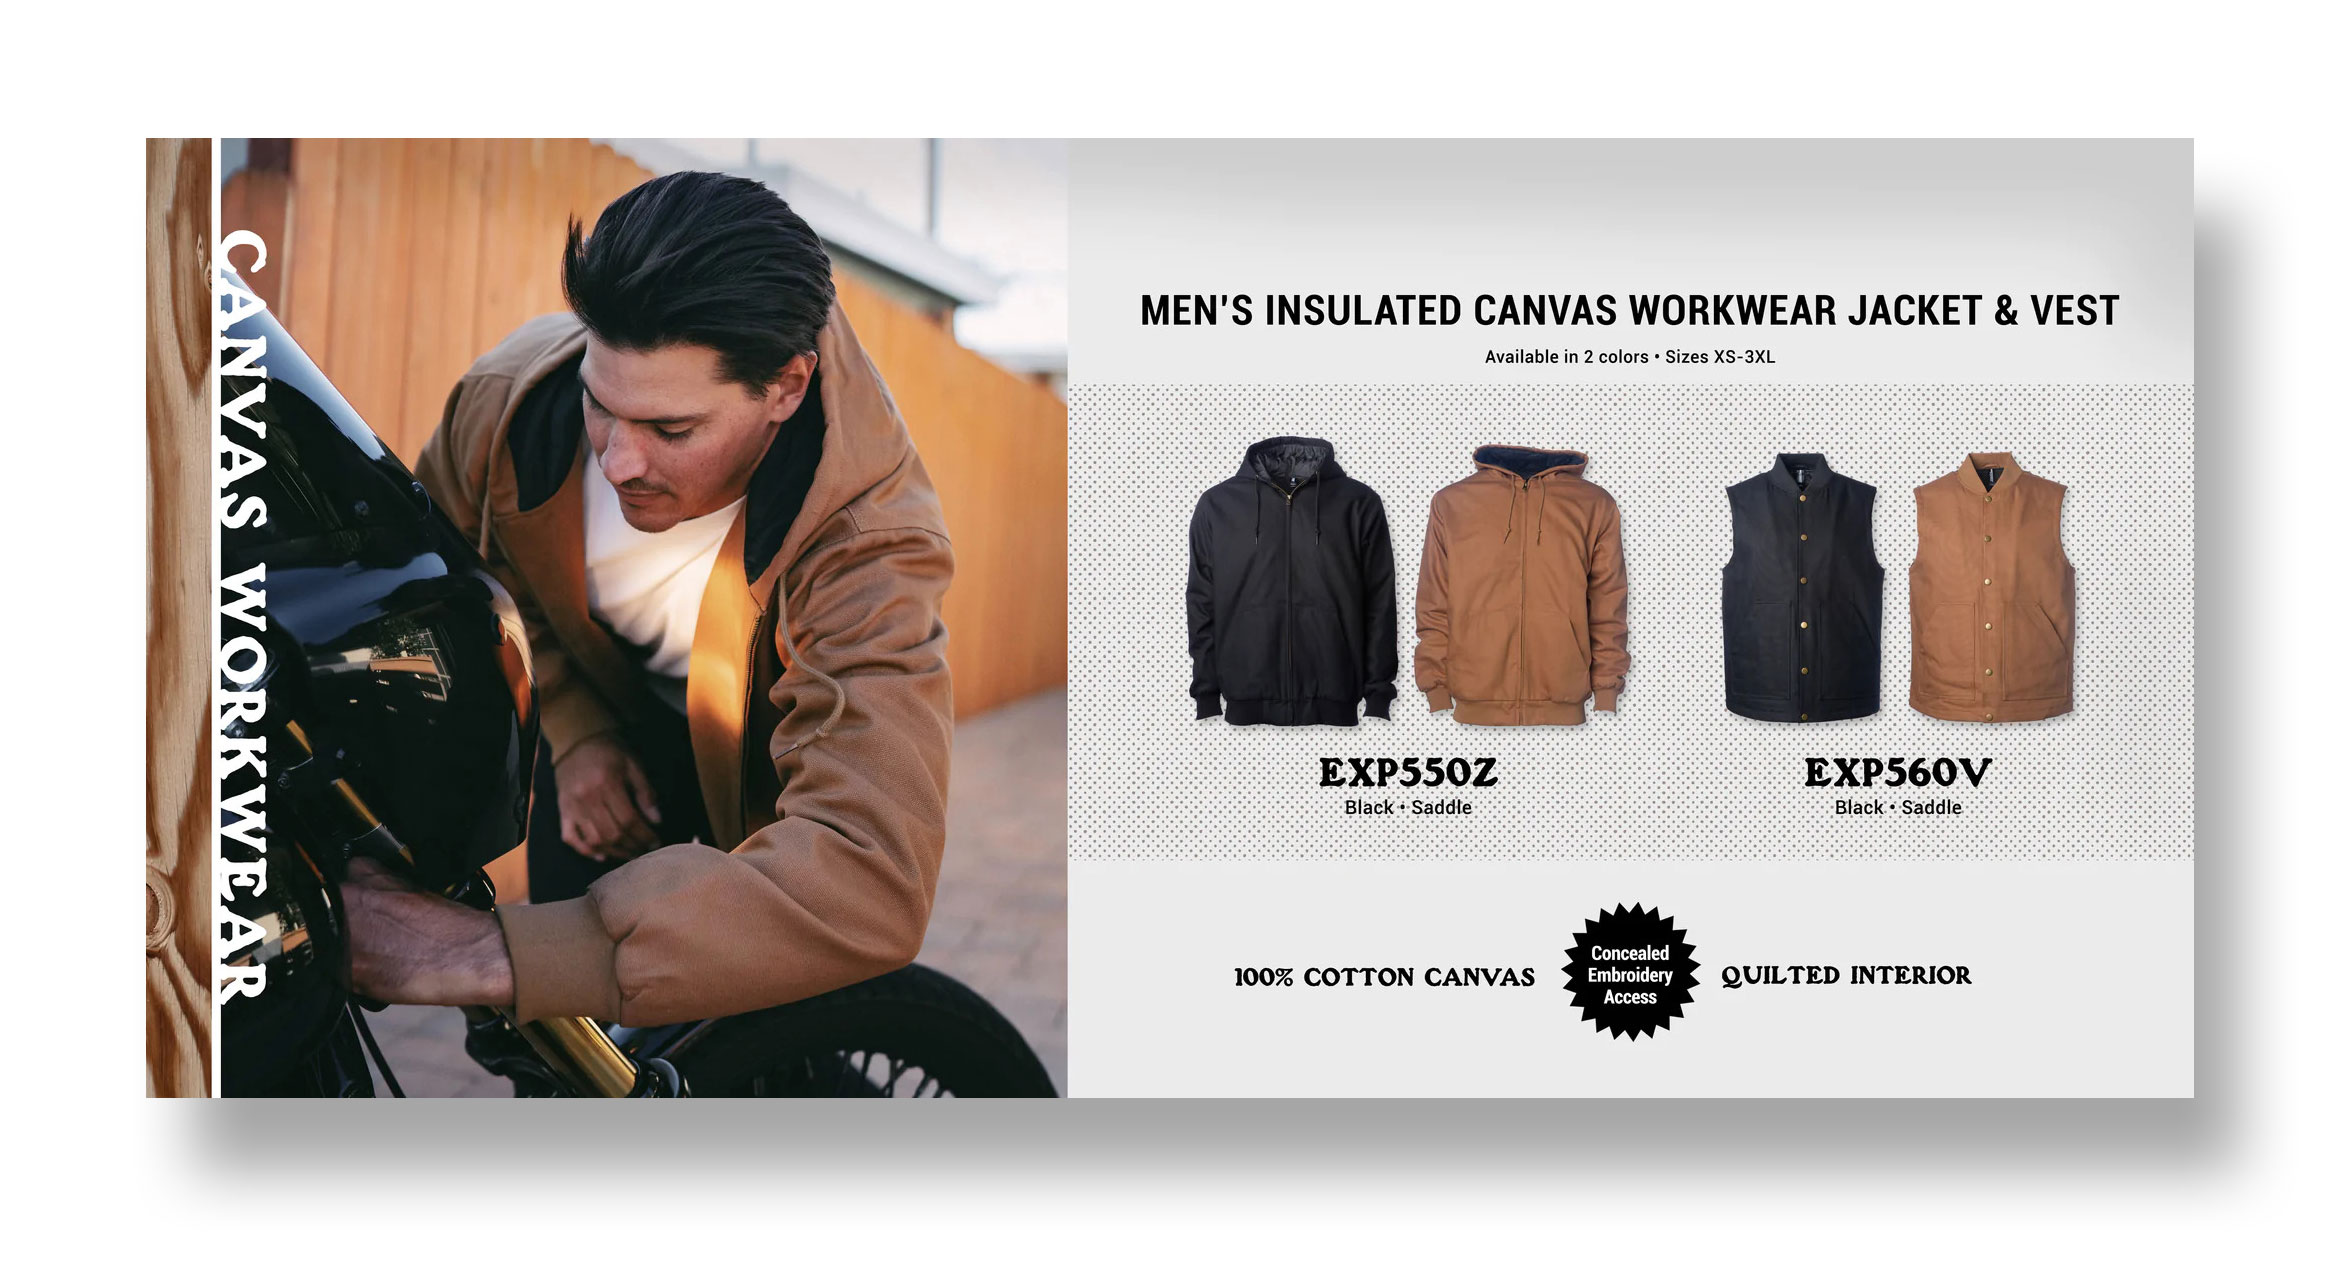 CANVAS WORKWEAR
MEN'S INSULATED CANVAS WORKWEAR JACKET & VEST
Available in 2 colors • Sizes XS-3XL
EXP550Z
Black • Saddle
EXP560V
Black • Saddle
100% COTTON CANVAS
Concealed
Embroidery
Access
QUILTED INTERIOR